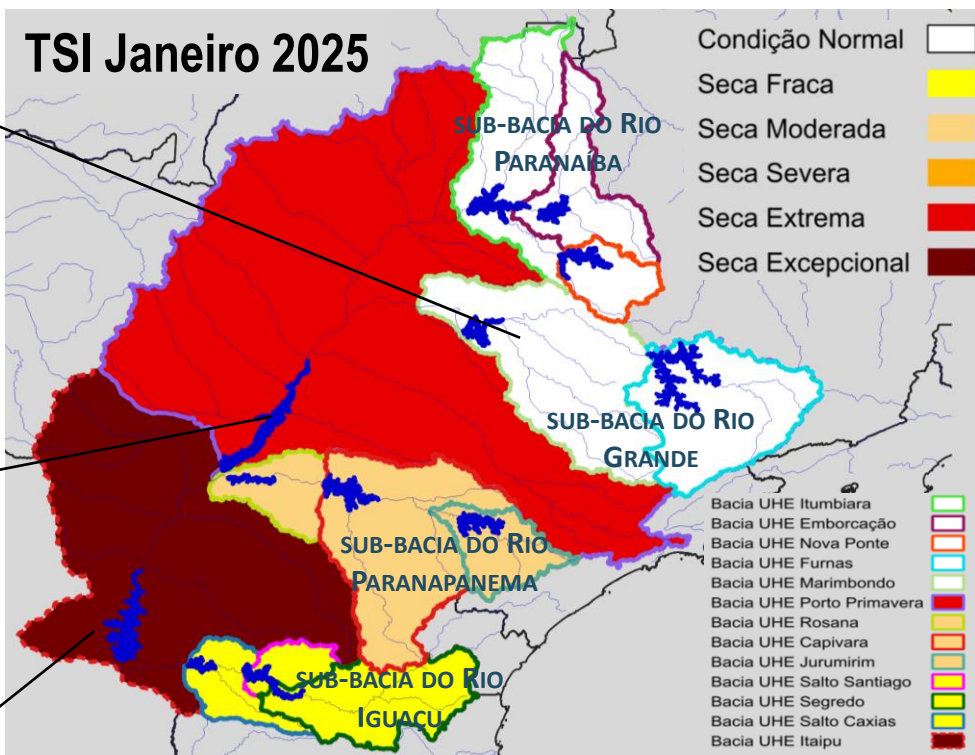 TSI Janeiro 2025
Condição Normal
Seca Fraca
Seca Moderada
Seca Severa
Seca Extrema
Seca Excepcional
SUB-BACIA DO RIO
PARANAÍBA
SUB-BACIA DO RIO
GRANDE
SUB-BACIA DO RIO
PARANAPANEMA
SUB-BACIA DO RIO
IGUAÇU
Bacia UHE Itumbiara
Bacia UHE Emborcação
Bacia UHE Nova Ponte
Bacia UHE Furnas
Bacia UHE Marimbondo
Bacia UHE Porto Primavera
Bacia UHE Rosana
Bacia UHE Capivara
Bacia UHE Jurumirim
Bacia UHE Salto Santiago
Bacia UHE Segredo
Bacia UHE Salto Caxias
Bacia UHE Itaipu